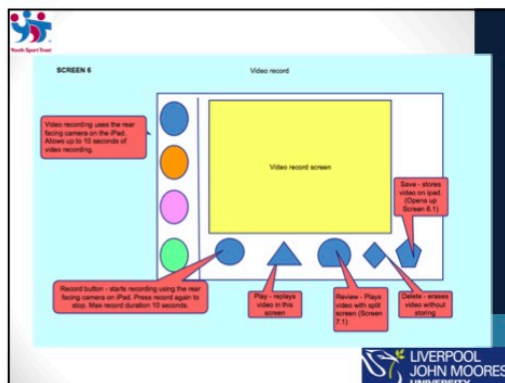 Youth Sport Trust
SCREEN 6
Video record
Video recording uses the rear
facing camera on the iPad.
Allows up to 10 seconds of
video recording.
Video record screen
Save - stores
video on ipad.
(Opens up
Screen 6.1)
Record button - starts recording using the rear
facing camera on iPad. Press record again to
stop. Max record duration 10 seconds.
Play - replays
video in this
screen
Review - Plays
video with split
screen (Screen
7.1)
Delete - erases
video without
storing
LIVERPOOL
JOHN MOORES
UNIVERSITY